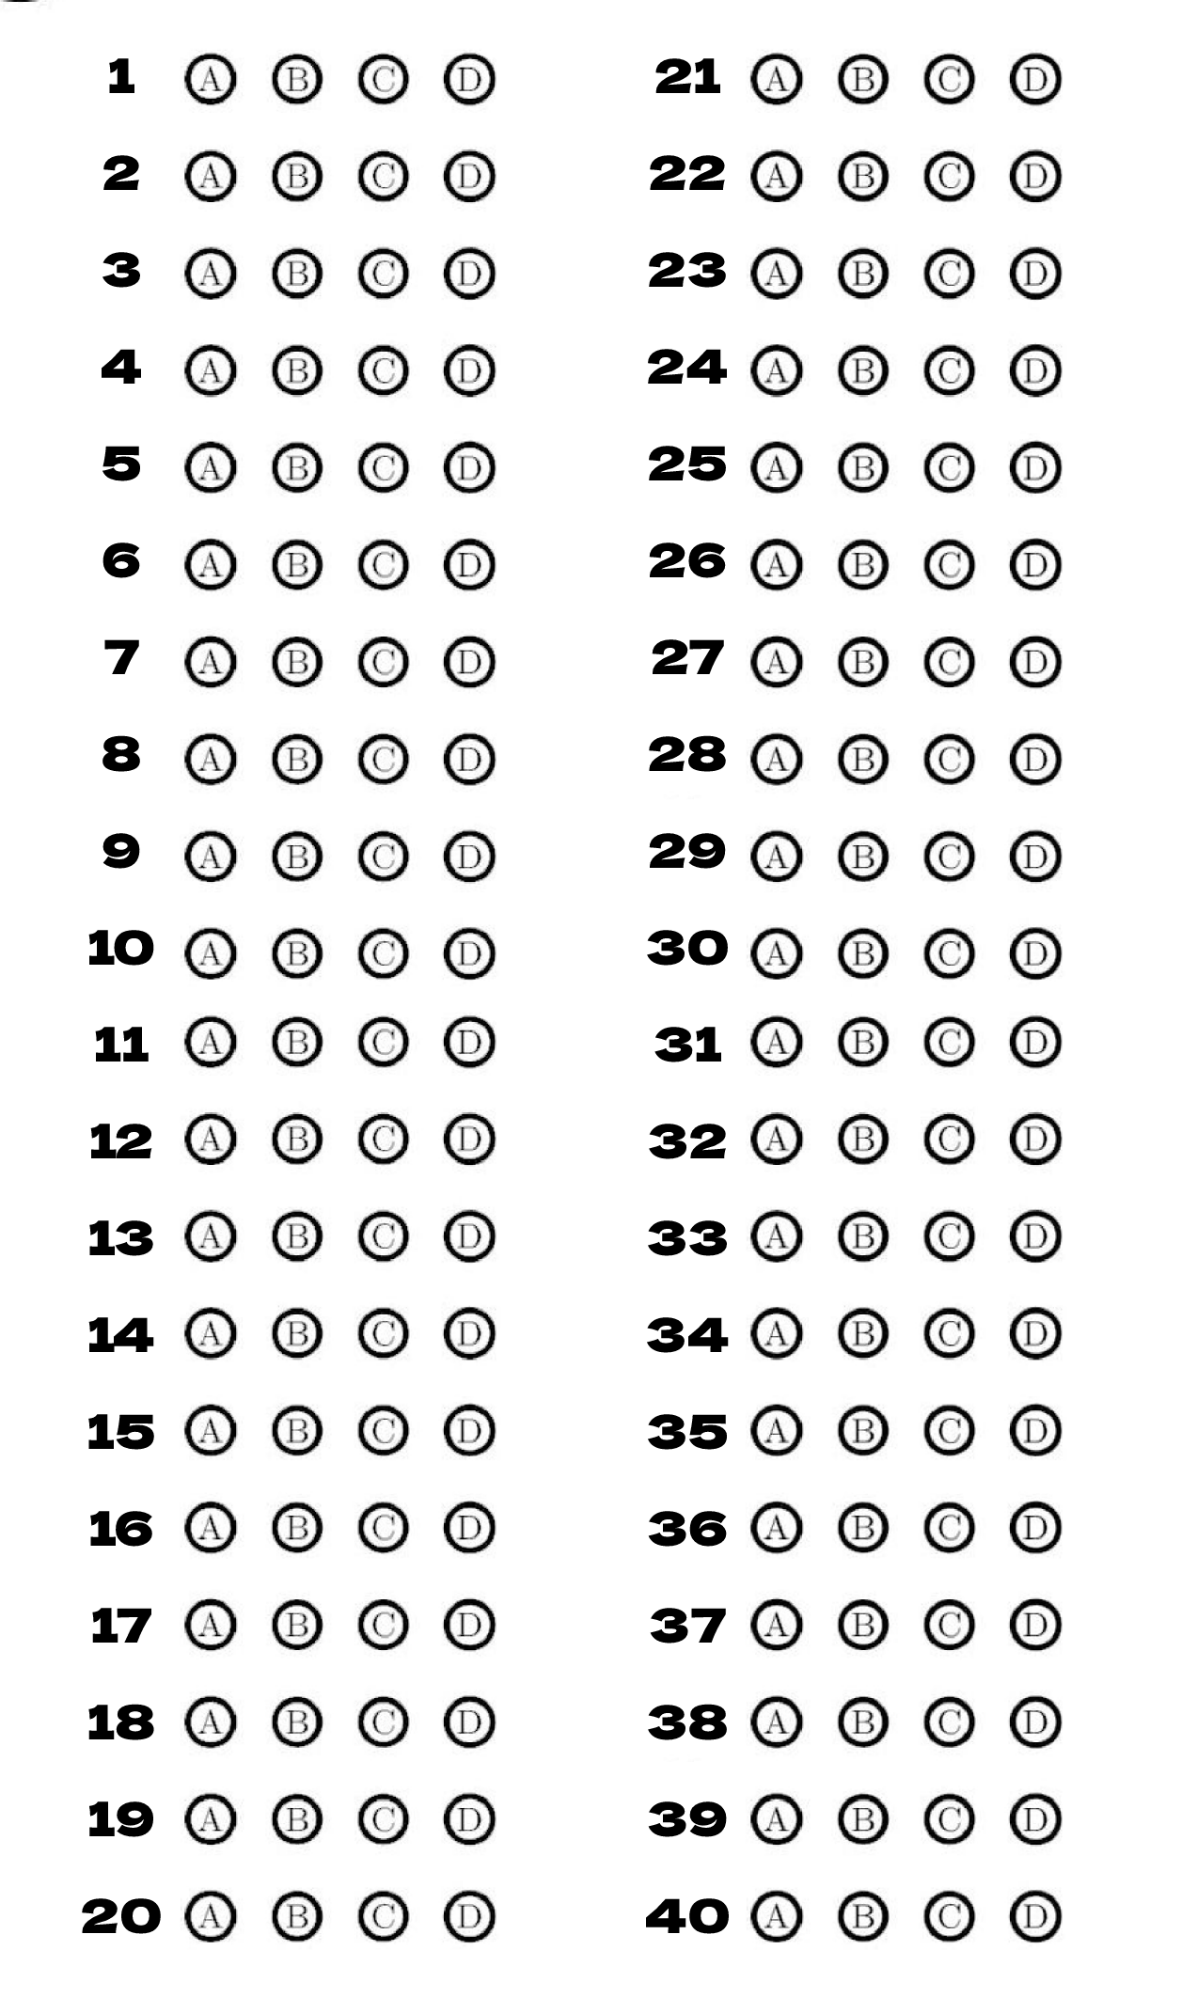 1 A B C D
2 A B C D
3 A B C D
4 A B C D
5 A B C D
6 A B C D
7 A B C D
8 A B C D
9 A B C D
10 A B C D
11 A B C D
12 A B C D
13 A B C D
14 A B C D
15 A B C D
16 A B C D
17 A B C D
18 A B C D
19 A B C D
20 A B C D
21 A B C D
22 A B C D
23 A B C D
24 A B C D
25 A B C D
26 A B C D
27 A B C D
28 A B C D
29 A B C D
30 A B C D
31 A B C D
32 A B C D
33 A B C D
34 A B C D
35 A B C D
36 A B C D
37 A B C D
38 A B C D
39 A B C D
40 A B C D